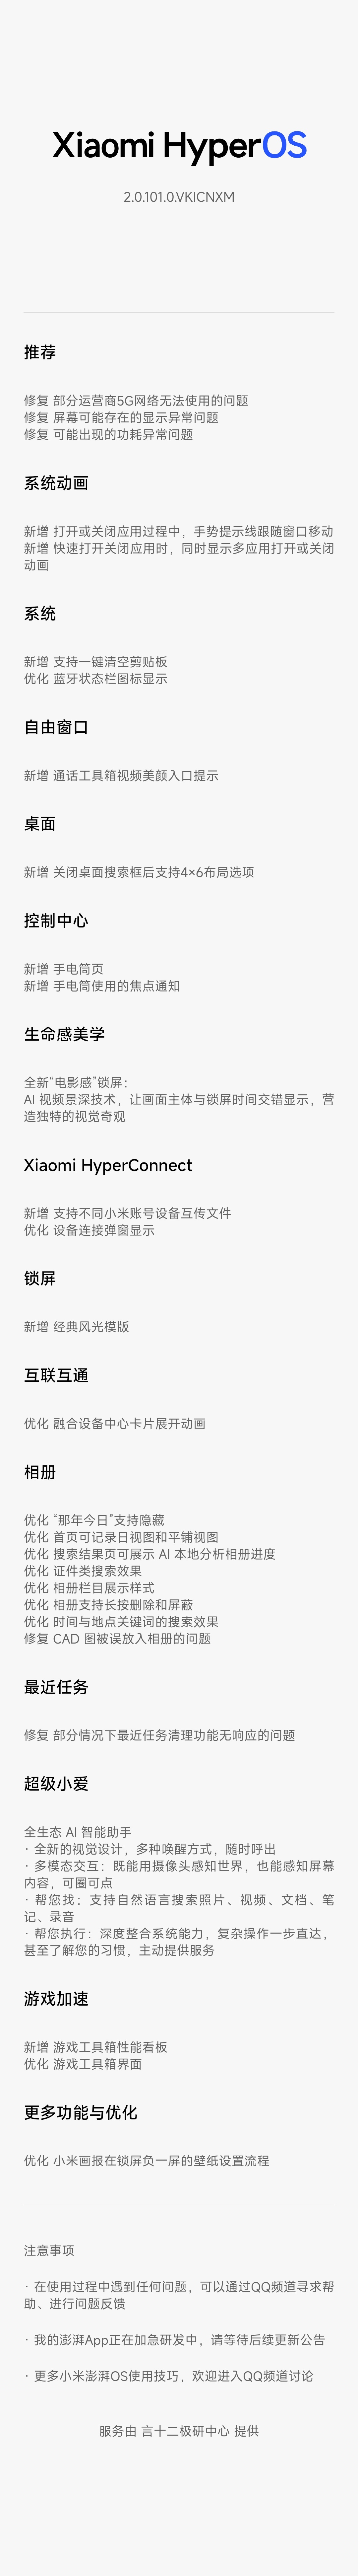 Xiaomi HyperOS
2.0.101.0.VKICNXM
推荐
修复 部分运营商5G网络无法使用的问题
修复 屏幕可能存在的显示异常问题
修复 可能出现的功耗异常问题
系统动画
新增 打开或关闭应用过程中，手势提示线跟随窗口移动
新增 快速打开关闭应用时，同时显示多应用打开或关闭
动画
系统
新增 支持一键清空剪贴板
优化 蓝牙状态栏图标显示
自由窗口
新增 通话工具箱视频美颜入口提示
桌面
新增 关闭桌面搜索框后支持4×6布局选项
控制中心
新增 手电筒页
新增 手电筒使用的焦点通知
生命感美学
全新“电影感”锁屏：
AI 视频景深技术，让画面主体与锁屏时间交错显示，营
造独特的视觉奇观
Xiaomi HyperConnect
新增 支持不同小米账号设备互传文件
优化 设备连接弹窗显示
锁屏
新增 经典风光模版
互联互通
优化 融合设备中心卡片展开动画
相册
优化 “那年今日”支持隐藏
优化 首页可记录日视图和平铺视图
优化 搜索结果页可展示 AI 本地分析相册进度
优化 证件类搜索效果
优化 相册栏目展示样式
优化 相册支持长按删除和屏蔽
优化 时间与地点关键词的搜索效果
修复 CAD 图被误放入相册的问题
最近任务
修复 部分情况下最近任务清理功能无响应的问题
超级小爱
全生态 AI 智能助手
· 全新的视觉设计，多种唤醒方式，随时呼出
· 多模态交互：既能用摄像头感知世界，也能感知屏幕
内容，可圈可点
· 帮您找：支持自然语言搜索照片、视频、文档、笔
记、录音
· 帮您执行：深度整合系统能力，复杂操作一步直达，
甚至了解您的习惯，主动提供服务
游戏加速
新增 游戏工具箱性能看板
优化 游戏工具箱界面
更多功能与优化
优化 小米画报在锁屏负一屏的壁纸设置流程
注意事项
· 在使用过程中遇到任何问题，可以通过QQ频道寻求帮
助、进行问题反馈
· 我的澎湃App正在加急研发中，请等待后续更新公告
· 更多小米澎湃OS使用技巧，欢迎进入QQ频道讨论
服务由 言十二极研中心 提供